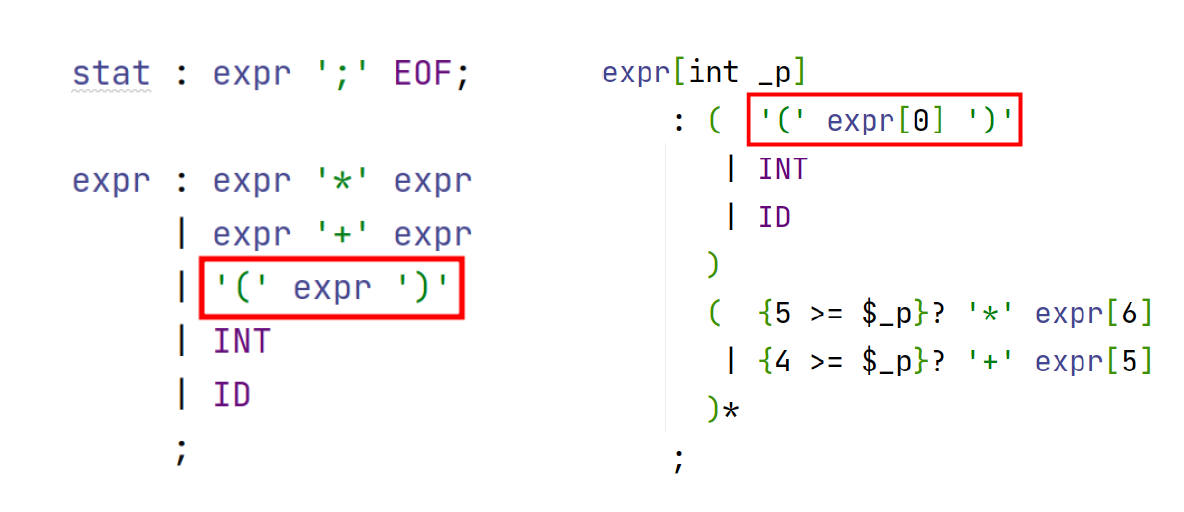 stat : expr ';' EOF;
expr : expr '*' expr
| expr '+' expr
| '(' expr ')'
| INT
| ID
;
expr[int _p]
: ( '(' expr[0] ')'
| INT
| ID
)
( {5 >= $_p}? '*' expr[6]
| {4 >= $_p}? '+' expr[5]
)*
;